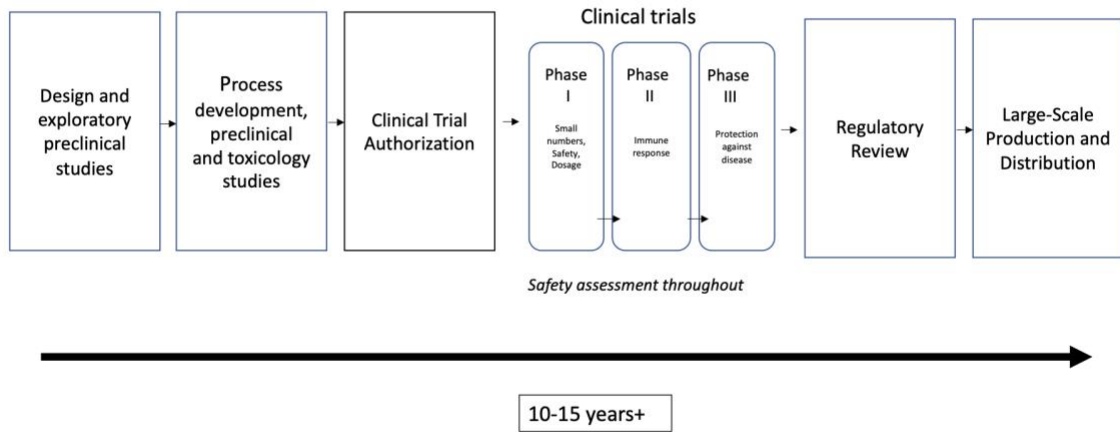 Design and
exploratory
preclinical
studies
Process
development,
preclinical
and toxicology
studies
Clinical Trial
Authorization
Clinical trials
Phase
I
Small
numbers,
Safety,
Dosage
Phase
II
Immune
response
Phase
III
Protection
against
disease
Safety assessment throughout
Regulatory
Review
Large-Scale
Production and
Distribution
10-15 years+